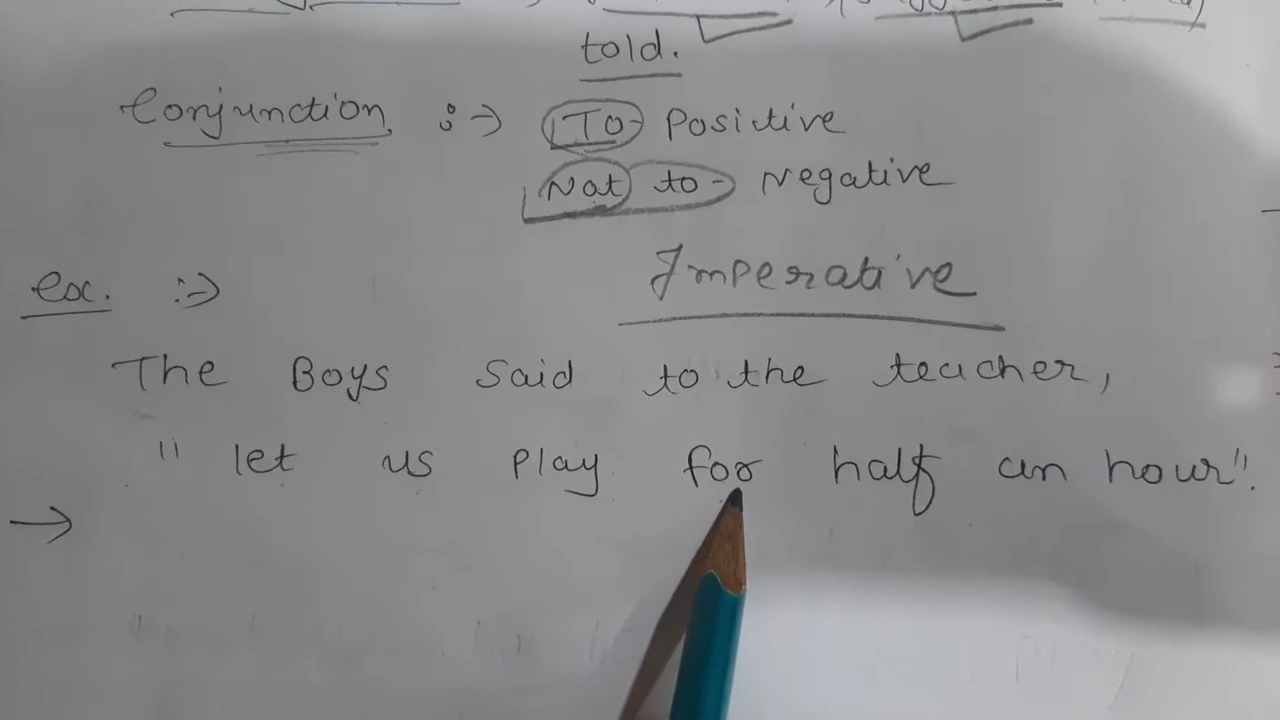 told.
Conjunction :→ To- Positive
Not to- Negative
Imperative
ex. :→
The Boys said to the teacher,
" let us play for half an hour".
→